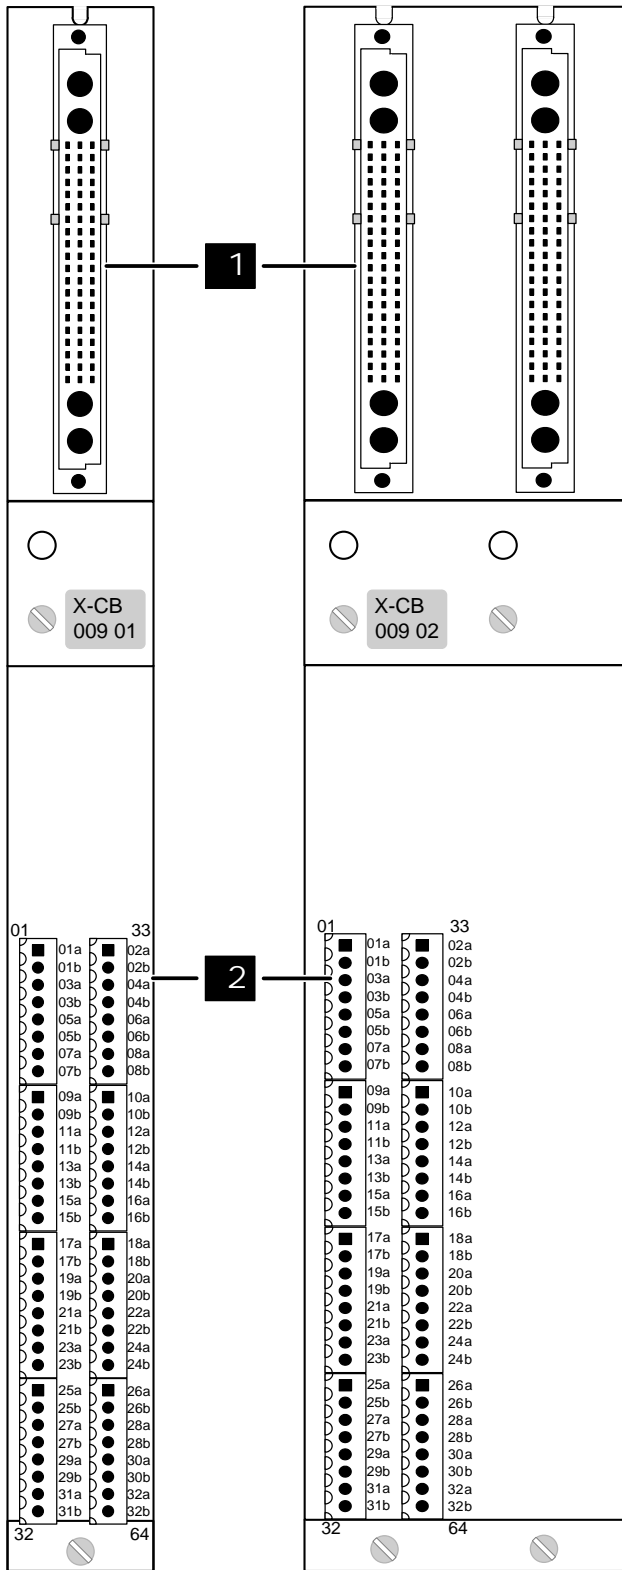 1
X-CB
009 01
X-CB
009 02
01 33
01a 02a
01b 02b
03a 04a
03b 04b
05a 06a
05b 06b
07a 08a
07b 08b
09a 10a
09b 10b
11a 12a
11b 12b
13a 14a
13b 14b
15a 16a
15b 16b
17a 18a
17b 18b
19a 20a
19b 20b
21a 22a
21b 22b
23a 24a
23b 24b
25a 26a
25b 26b
27a 28a
27b 28b
29a 30a
29b 30b
31a 32a
31b 32b
32 64
2
01 33
01a 02a
01b 02b
03a 04a
03b 04b
05a 06a
05b 06b
07a 08a
07b 08b
09a 10a
09b 10b
11a 12a
11b 12b
13a 14a
13b 14b
15a 16a
15b 16b
17a 18a
17b 18b
19a 20a
19b 20b
21a 22a
21b 22b
23a 24a
23b 24b
25a 26a
25b 26b
27a 28a
27b 28b
29a 30a
29b 30b
31a 32a
31b 32b
32 64